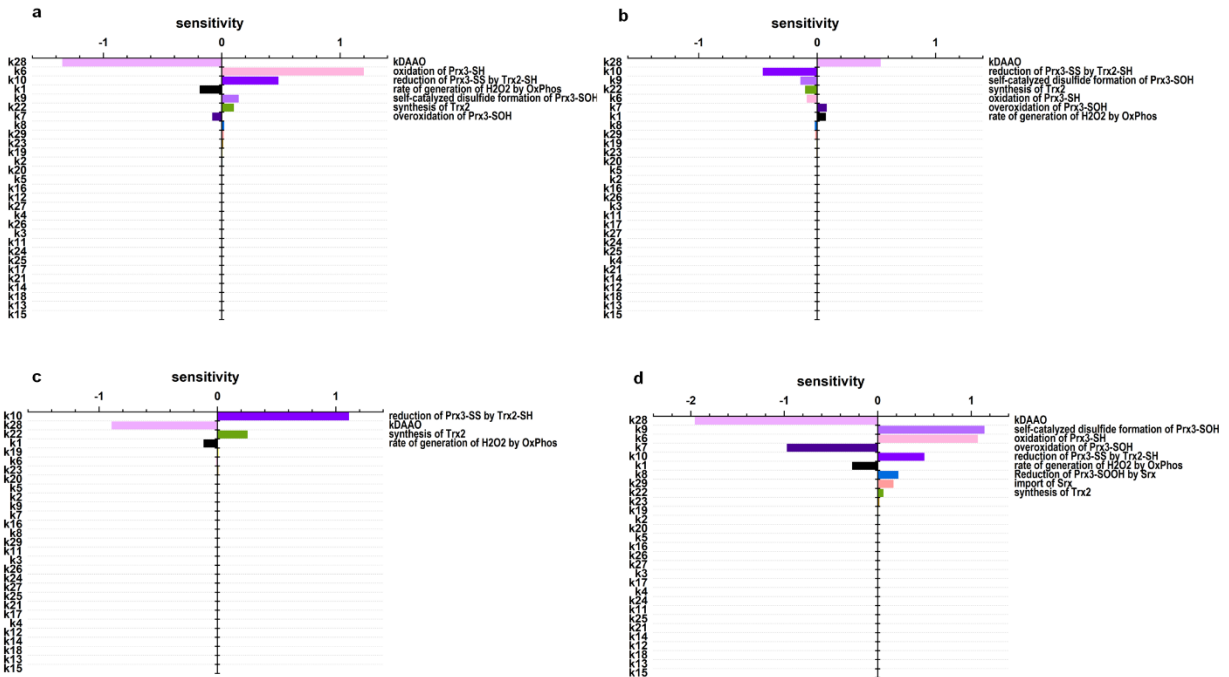 a
sensitivity
-1 0 1
k28 kDAAO
k6 oxidation of Prx3-SH
k10 reduction of Prx3-SS by Trx2-SH
k1 rate of generation of H2O2 by OxPhos
k9 self-catalyzed disulfide formation of Prx3-SOH
k22 synthesis of Trx2
k7 overoxidation of Prx3-SOH
k8
k29
k23
k19
k2
k20
k5
k16
k12
k27
k4
k26
k3
k11
k24
k25
k17
k21
k14
k18
k13
k15
b
sensitivity
-1 0 1
k28 kDAAO
k10 reduction of Prx3-SS by Trx2-SH
k9 self-catalyzed disulfide formation of Prx3-SOH
k22 synthesis of Trx2
k6 oxidation of Prx3-SH
k7 overoxidation of Prx3-SOH
k1 rate of generation of H2O2 by OxPhos
k8
k29
k19
k23
k20
k5
k2
k16
k26
k3
k11
k17
k27
k24
k25
k4
k21
k14
k12
k18
k13
k15
c
sensitivity
-1 0 1
k10 reduction of Prx3-SS by Trx2-SH
k28 kDAAO
k22 synthesis of Trx2
k1 rate of generation of H2O2 by OxPhos
k19
k6
k23
k20
k5
k2
k9
k7
k16
k8
k29
k11
k3
k26
k24
k27
k25
k21
k17
k4
k12
k14
k18
k13
k15
d
sensitivity
-2 -1 0 1
k28 kDAAO
k9 self-catalyzed disulfide formation of Prx3-SOH
k6 oxidation of Prx3-SH
k7 overoxidation of Prx3-SOH
k10 reduction of Prx3-SS by Trx2-SH
k1 rate of generation of H2O2 by OxPhos
k8 Reduction of Prx3-SOOH by Srx
k29 import of Srx
k22 synthesis of Trx2
k23
k19
k2
k20
k5
k16
k26
k27
k3
k17
k4
k24
k11
k25
k21
k14
k12
k18
k13
k15